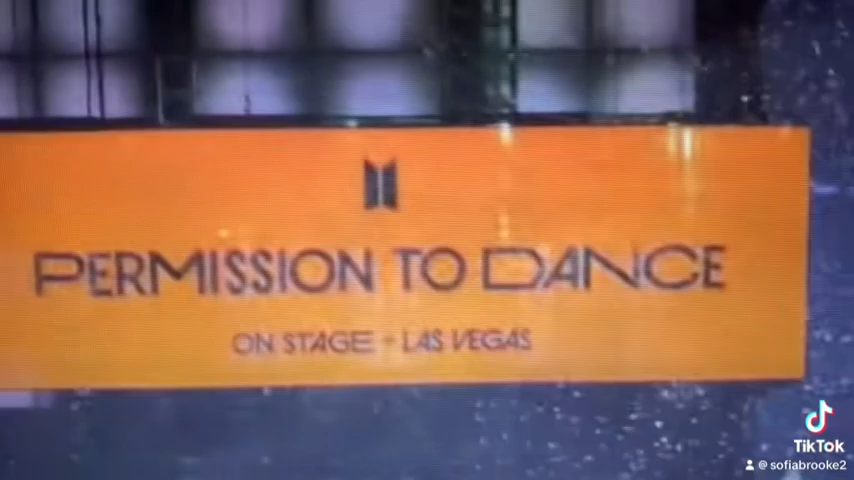 PERMISSION TO DANCE
ON STAGE - LAS VEGAS
TikTok
@ sofiabrooke2